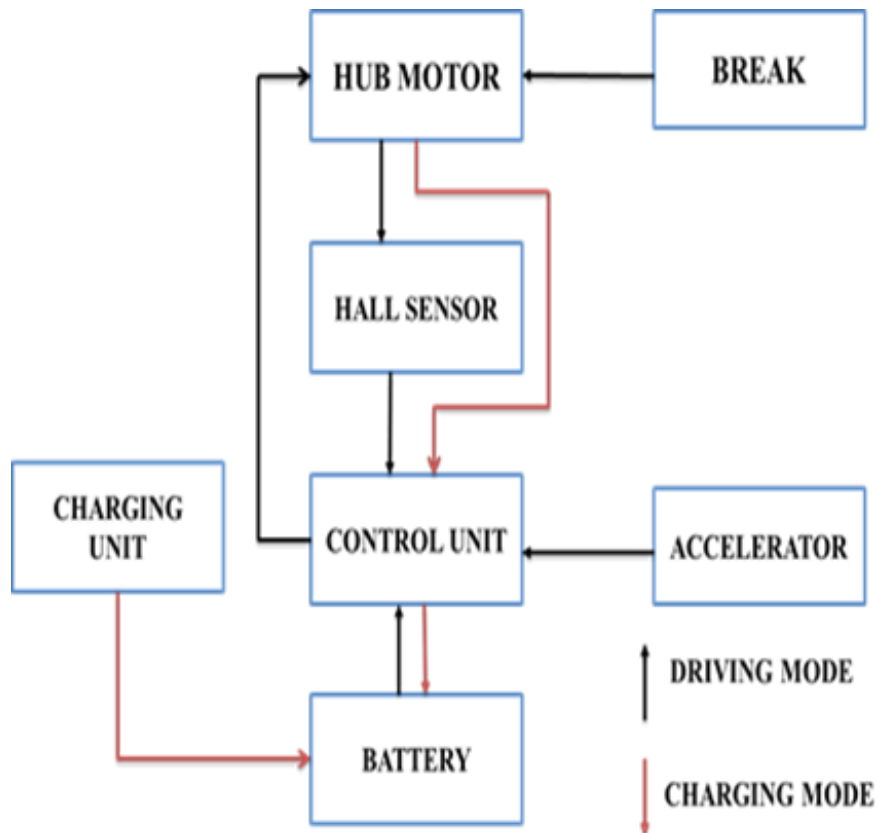 HUB MOTOR
BREAK
HALL SENSOR
CHARGING
UNIT
CONTROL UNIT
ACCELERATOR
BATTERY
DRIVING MODE
CHARGING MODE